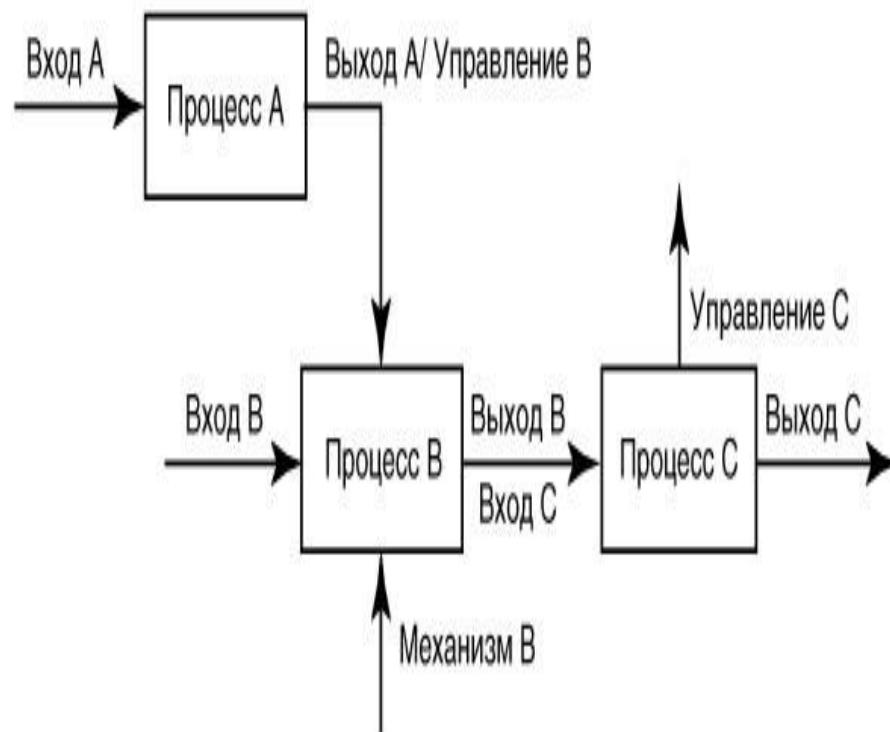 Вход А
Процесс А
Выход А/ Управление В
Управление С
Вход В
Процесс В
Выход В
Вход С
Процесс С
Выход С
Механизм В